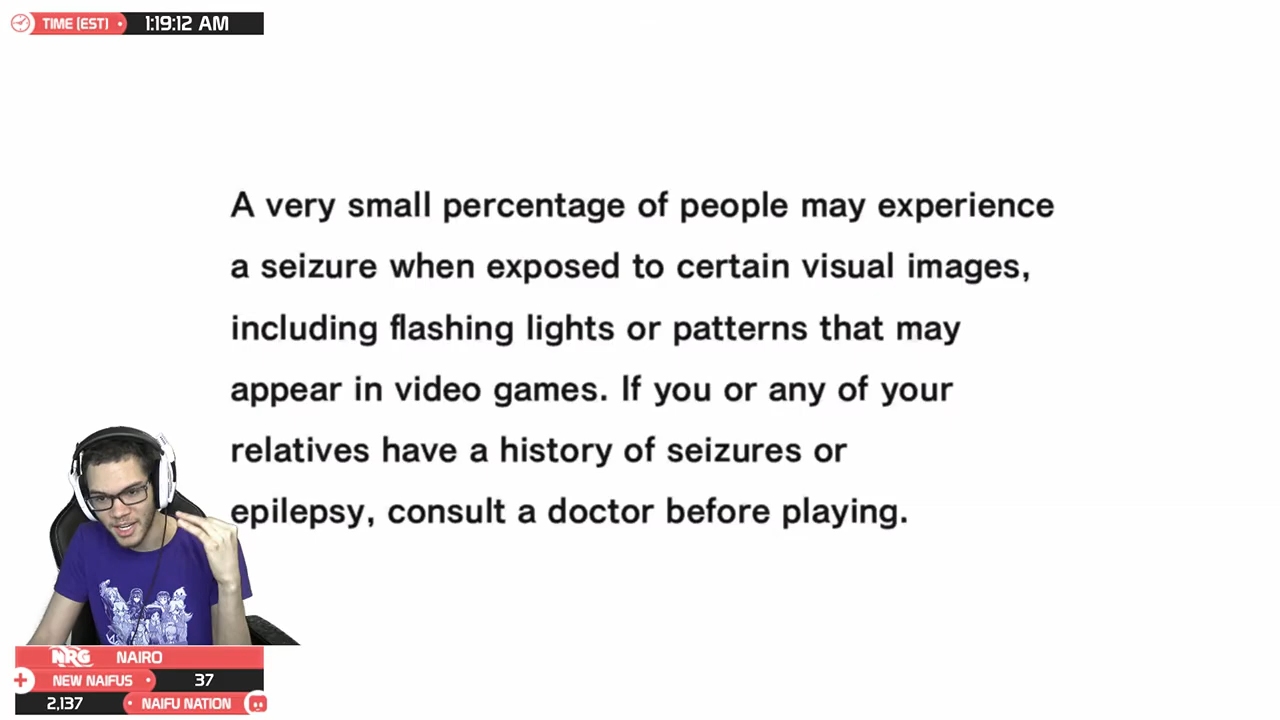 TIME (EST)
1:19:12 AM
A very small percentage of people may experience
a seizure when exposed to certain visual images,
including flashing lights or patterns that may
appear in video games. If you or any of your
relatives have a history of seizures or
epilepsy, consult a doctor before playing.
NRG NAIRO
NEW NAIFUS 37
2,137 NAIFU NATION